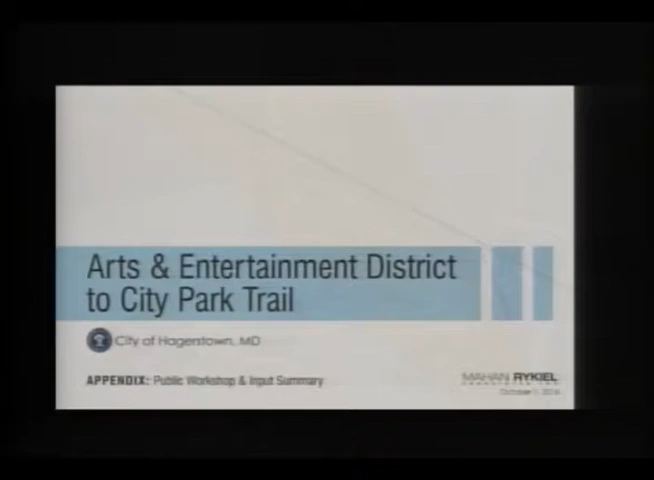 Arts & Entertainment District
to City Park Trail
City of Hagerstown, MD
APPENDIX: Public Workshop & Input Summary
MAHAN RYKIEL